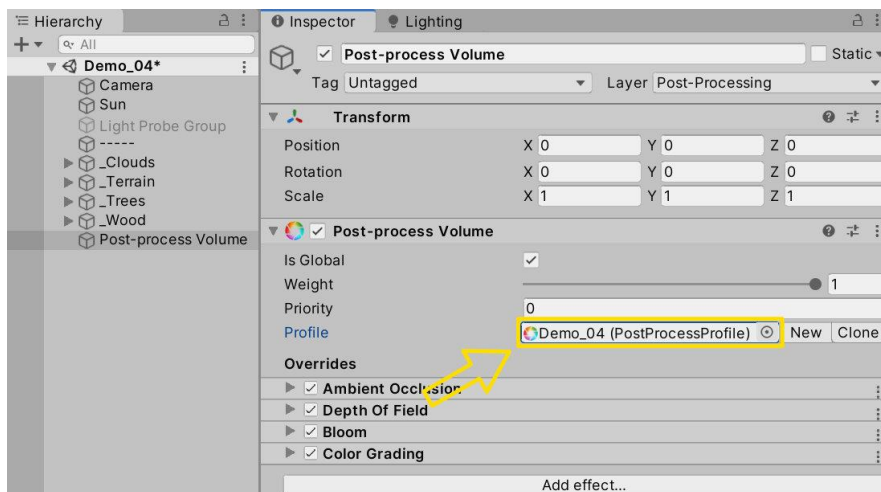 Hierarchy
All
Demo_04*
Camera
Sun
Light Probe Group
-----
_Clouds
_Terrain
_Trees
_Wood
Post-process Volume
Inspector
Lighting
Post-process Volume
Static
Tag Untagged Layer Post-Processing
Transform
Position X 0 Y 0 Z 0
Rotation X 0 Y 0 Z 0
Scale X 1 Y 1 Z 1
Post-process Volume
Is Global
Weight 1
Priority 0
Profile Demo_04 (PostProcessProfile) New Clone
Overrides
Ambient Occlusion
Depth Of Field
Bloom
Color Grading
Add effect...